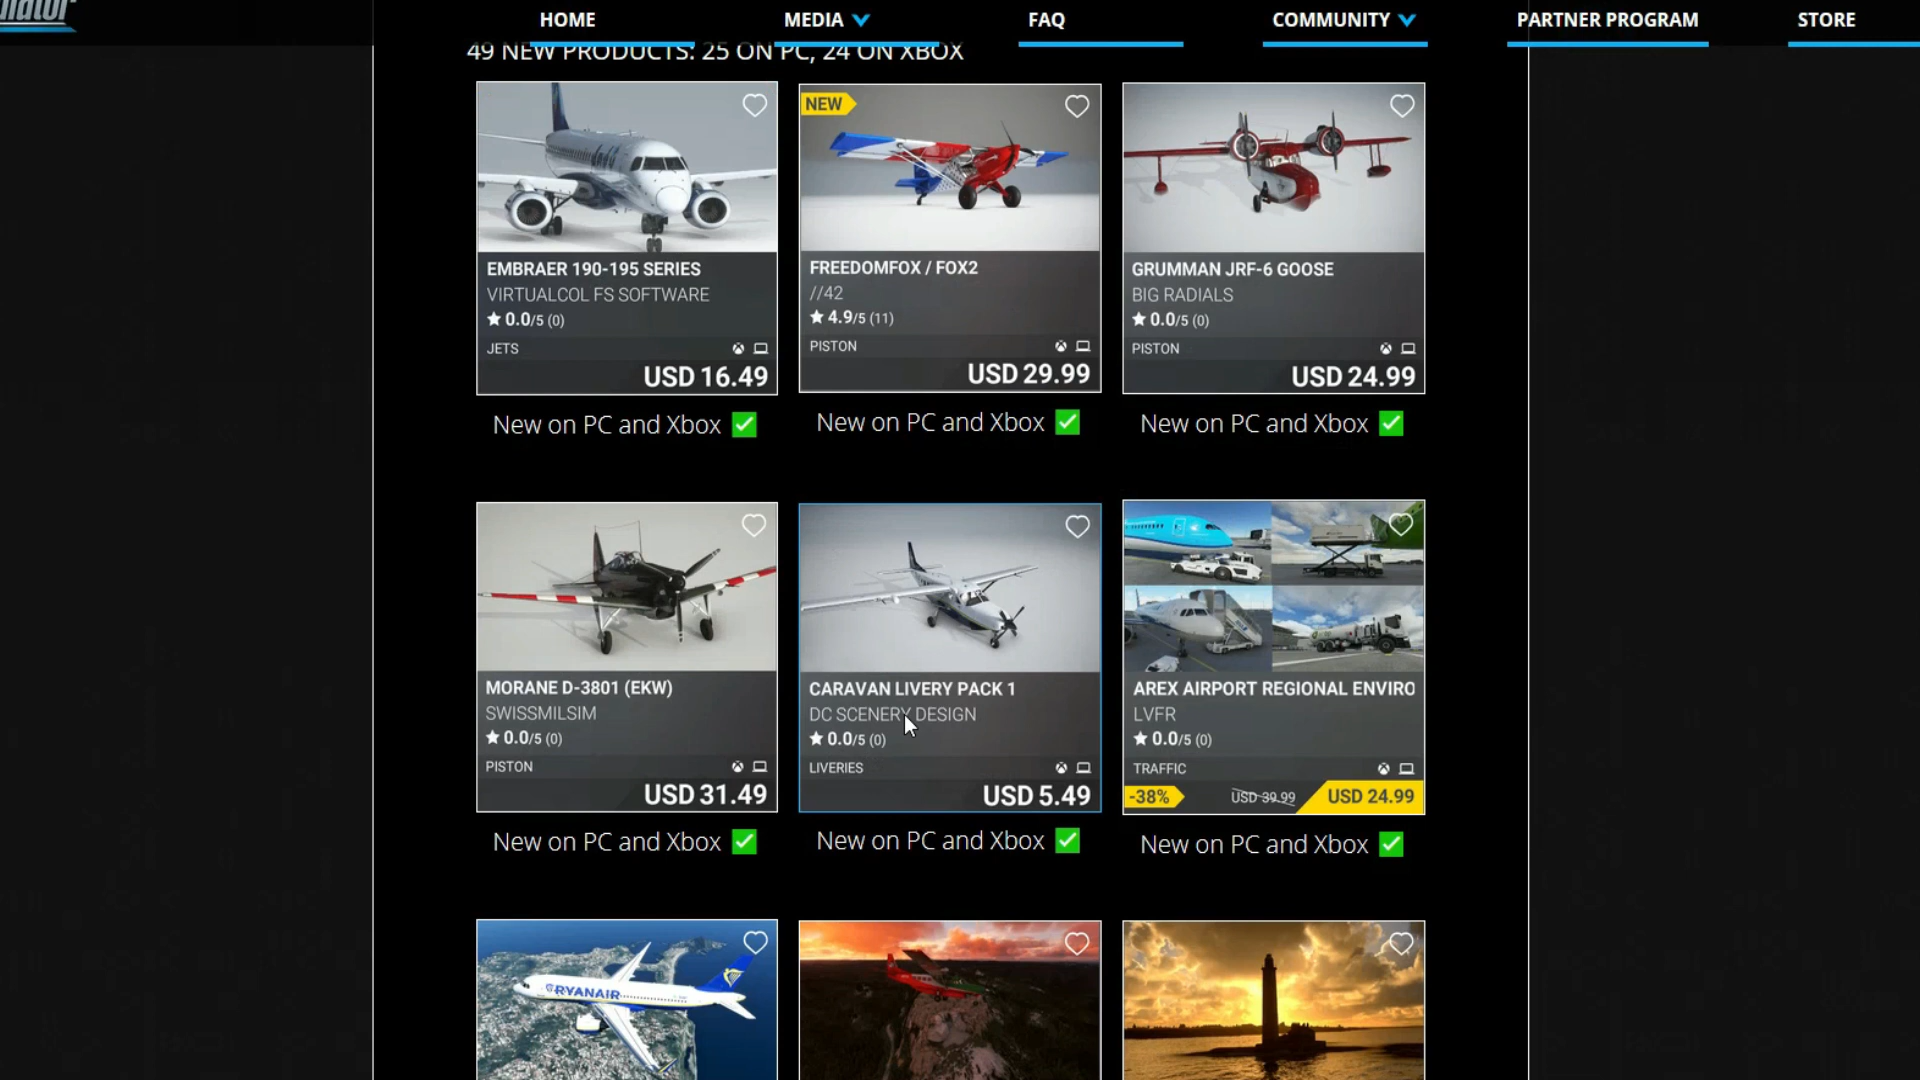 HOME MEDIA FAQ COMMUNITY PARTNER PROGRAM STORE
49 NEW PRODUCTS: 25 ON PC, 24 ON XBOX
NEW
EMBRAER 190-195 SERIES
VIRTUALCOL FS SOFTWARE
0.0/5 (0)
JETS
USD 16.49
New on PC and Xbox
FREEDOMFOX / FOX2
//42
4.9/5 (11)
PISTON
USD 29.99
New on PC and Xbox
GRUMMAN JRF-6 GOOSE
BIG RADIALS
0.0/5 (0)
PISTON
USD 24.99
New on PC and Xbox
MORANE D-3801 (EKW)
SWISSMILSIM
0.0/5 (0)
PISTON
USD 31.49
New on PC and Xbox
CARAVAN LIVERY PACK 1
DC SCENERY DESIGN
0.0/5 (0)
LIVERIES
USD 5.49
New on PC and Xbox
AREX AIRPORT REGIONAL ENVIRO
LVFR
0.0/5 (0)
TRAFFIC
-38% USD 39.99 USD 24.99
New on PC and Xbox
RYANAIR